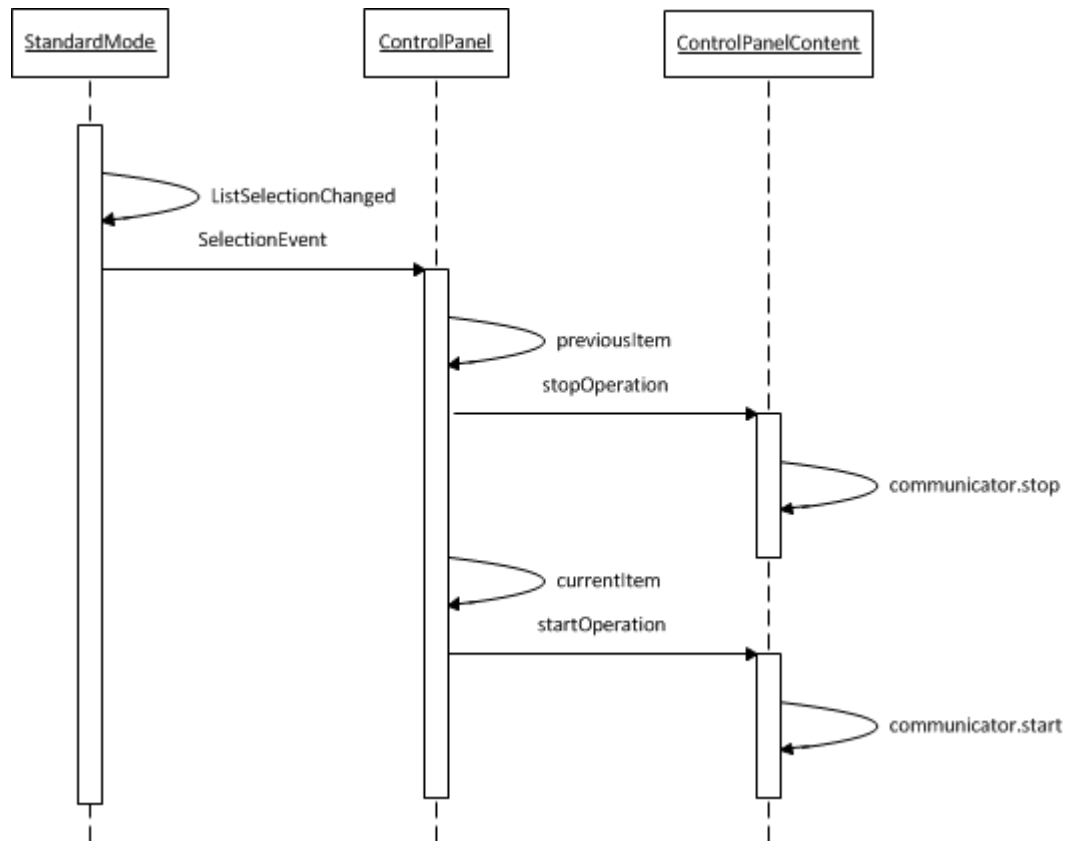 StandardMode
ControlPanel
ControlPanelContent
ListSelectionChanged
SelectionEvent
previousItem
stopOperation
communicator.stop
currentItem
startOperation
communicator.start